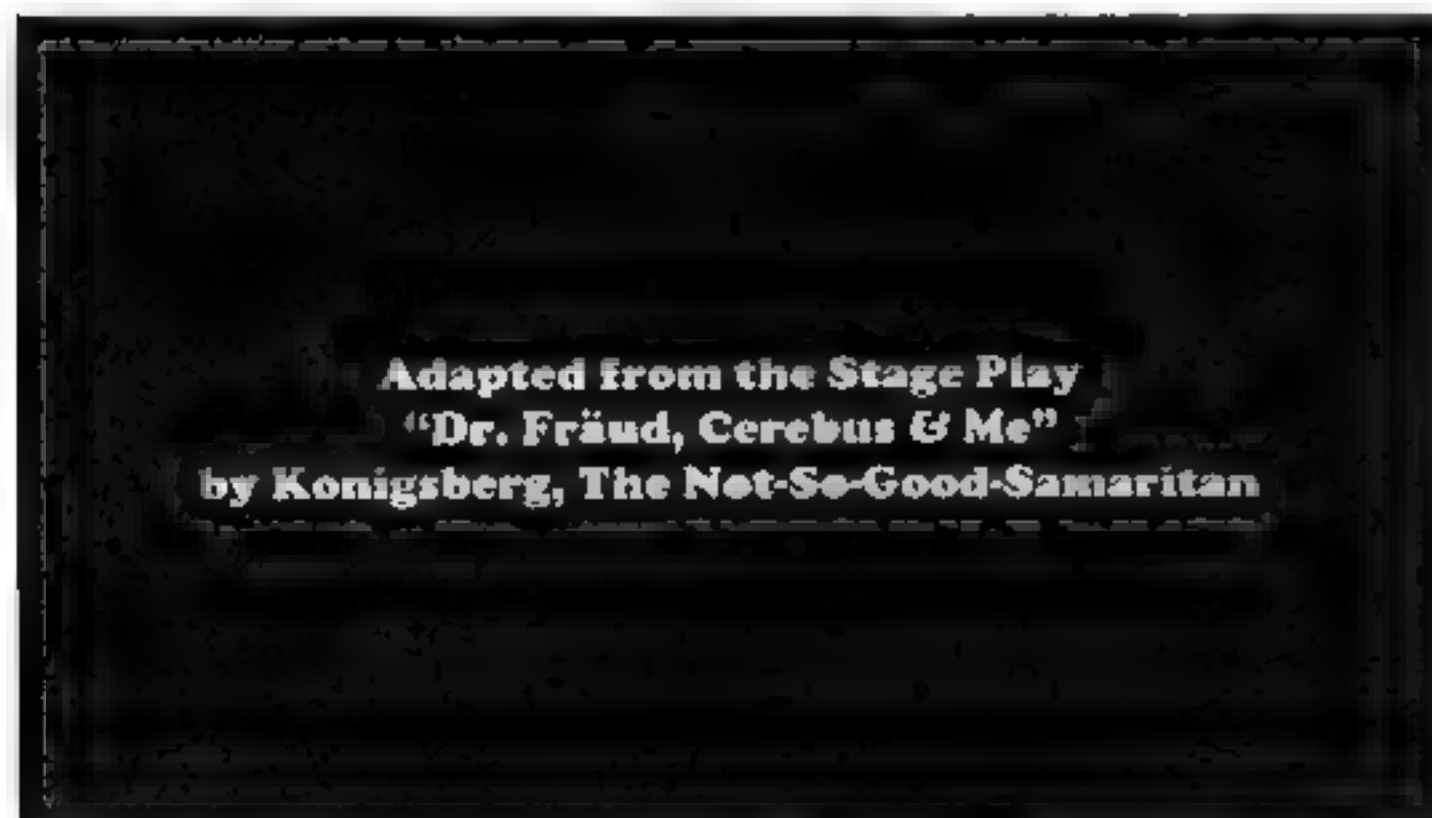 Adapted from the Stage Play
“Dr. Fräud, Cerebus & Me”
by Konigsberg, The Not-So-Good-Samaritan